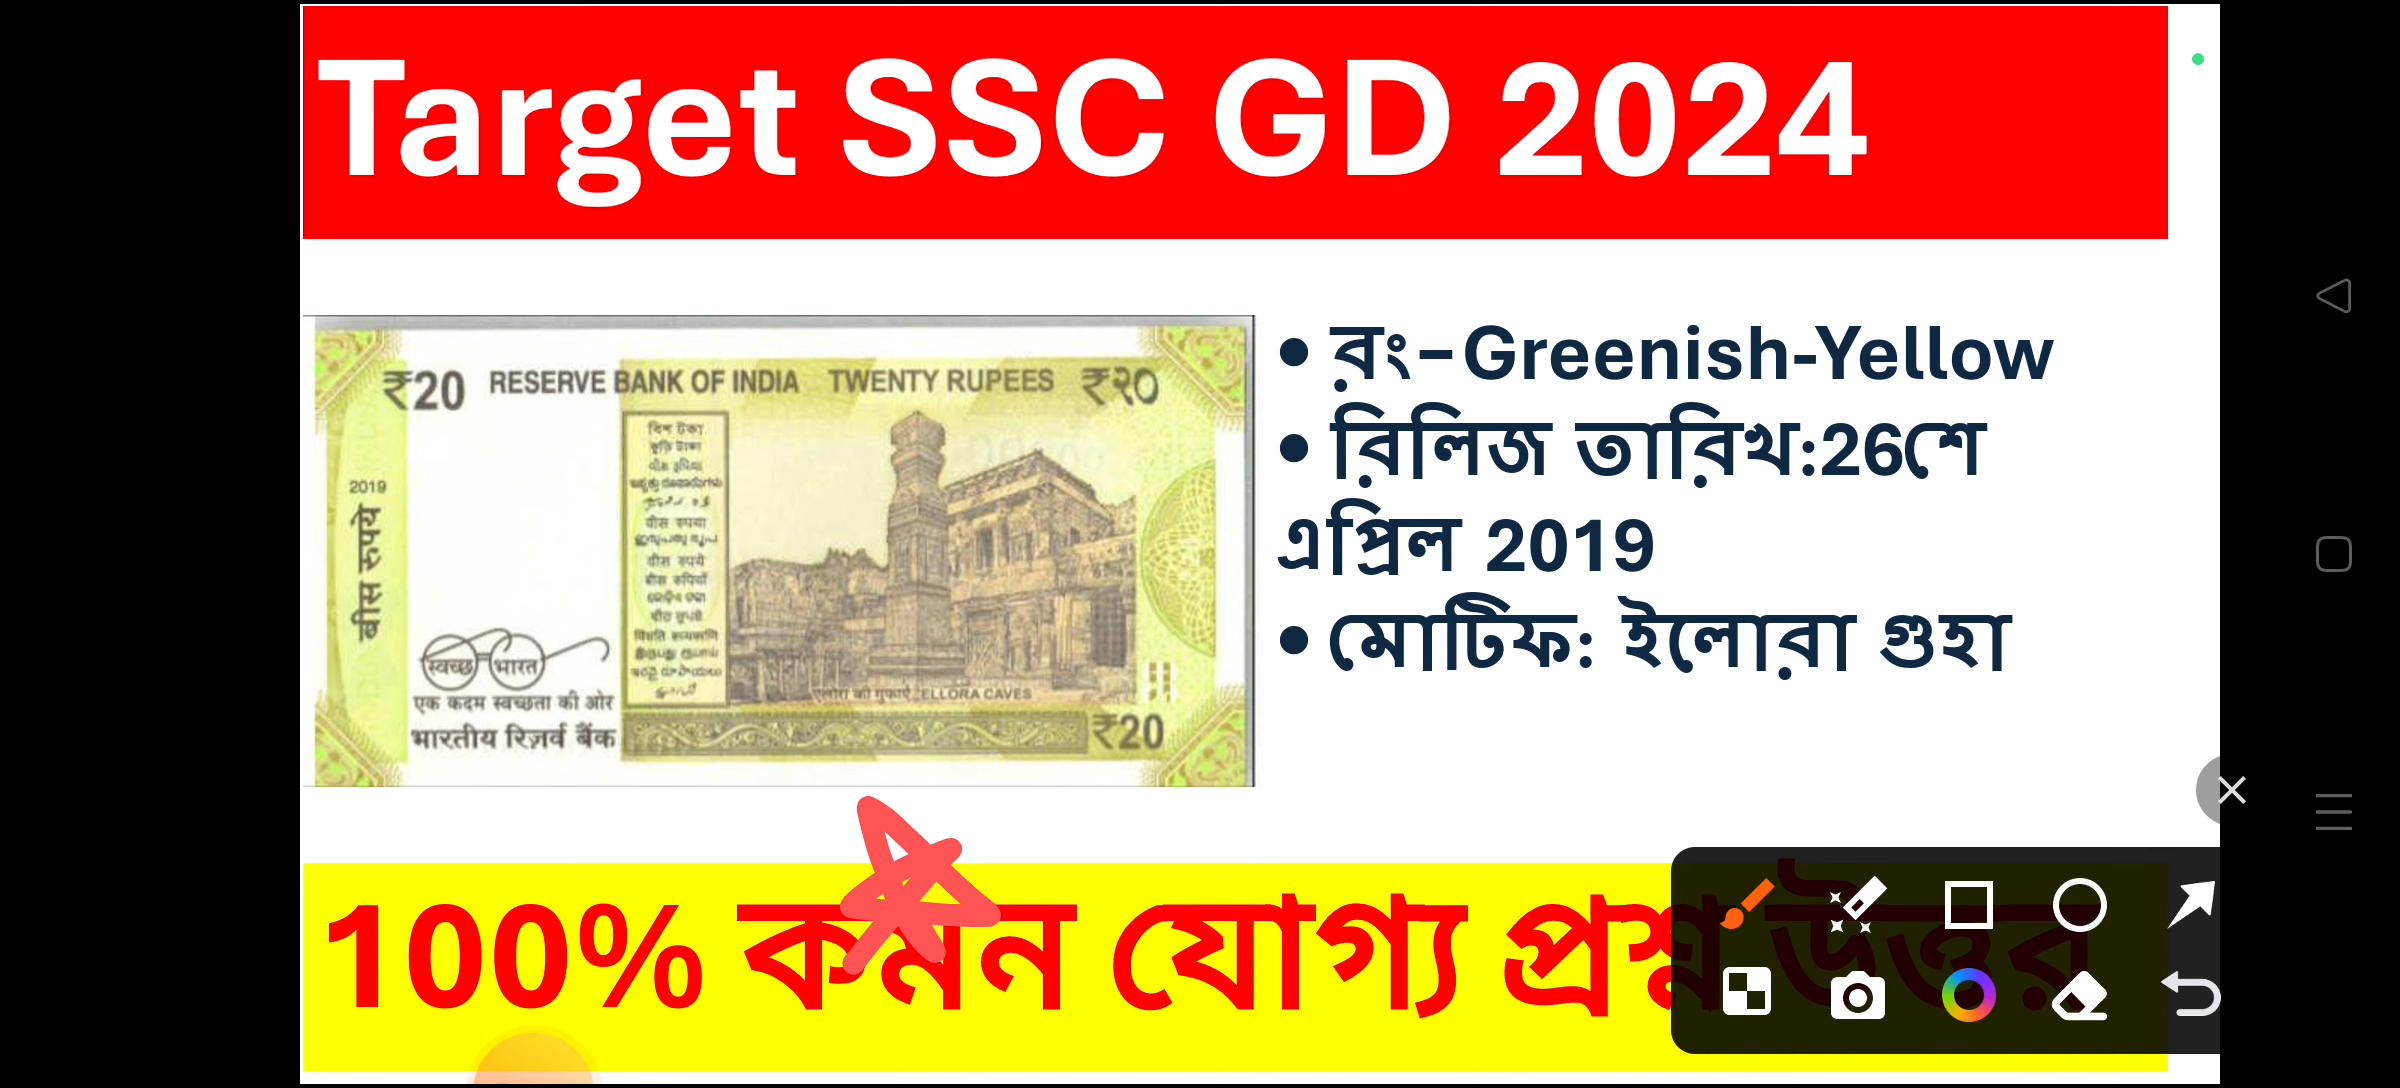 Target SSC GD 2024
₹20 RESERVE BANK OF INDIA TWENTY RUPEES ₹२०
• রং–Greenish-Yellow
• রিলিজ তারিখ:26শে
এপ্রিল 2019
• মোটিফ: ইলোরা গুহা
2019
बीस रुपये
स्वच्छ भारत
एक कदम स्वच्छता की ओर
भारतीय रिज़र्व बैंक
एलोरा की गुफाएं ELLORA CAVES
₹20
100% কমন যোগ্য প্রশ্ন উত্তর